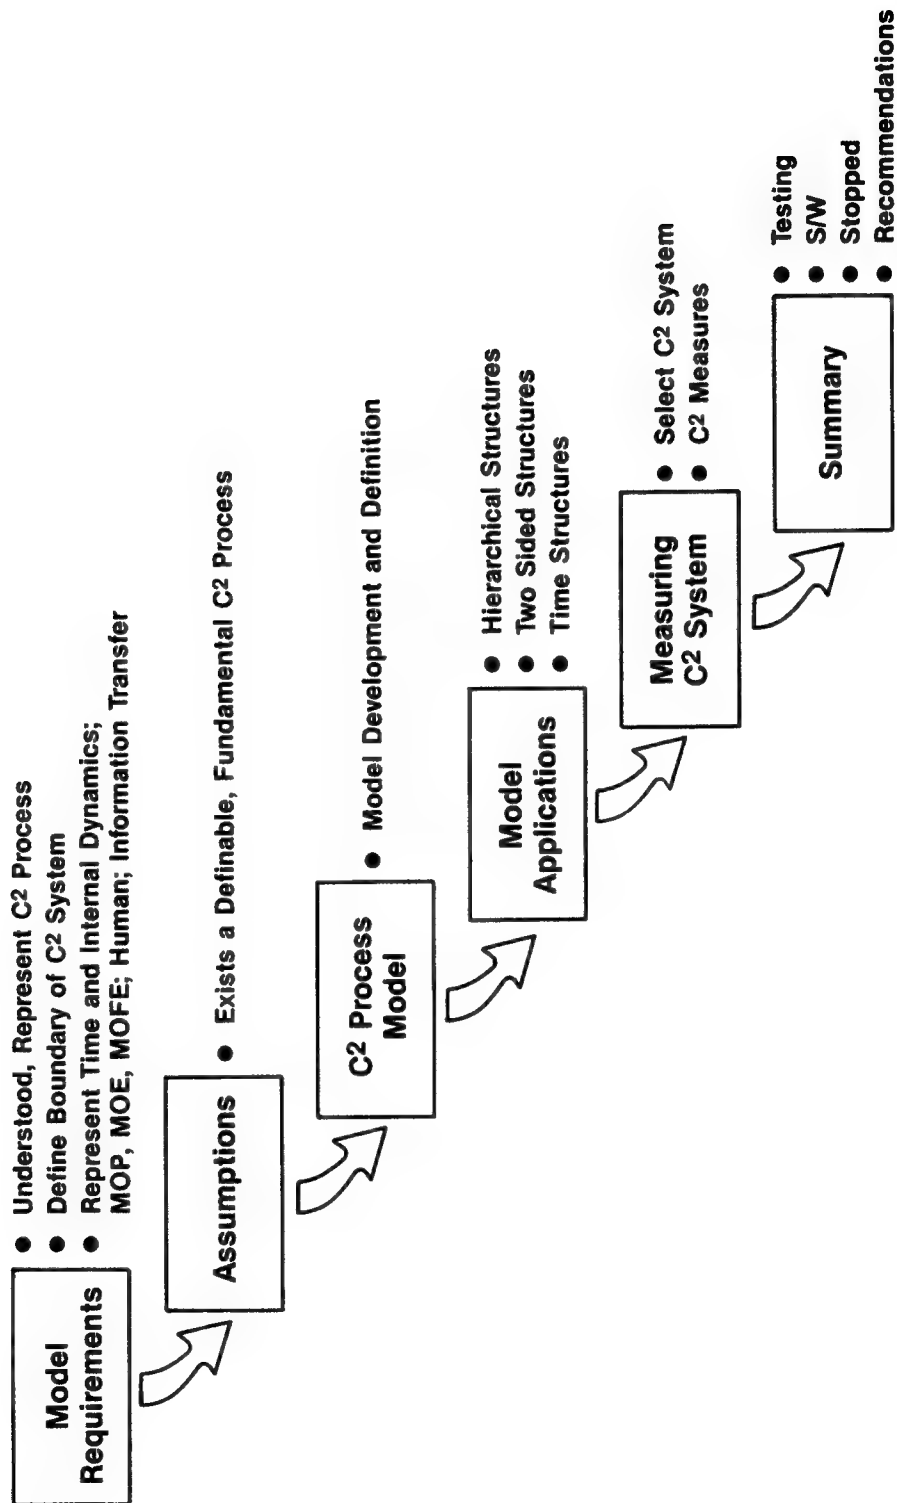 Model
Requirements
● Understood, Represent C² Process
● Define Boundary of C² System
● Represent Time and Internal Dynamics;
MOP, MOE, MOFE; Human; Information Transfer
Assumptions
● Exists a Definable, Fundamental C² Process
C² Process
Model
● Model Development and Definition
Model
Applications
● Hierarchical Structures
● Two Sided Structures
● Time Structures
Measuring
C² System
● Select C² System
● C² Measures
Summary
● Testing
● S/W
● Stopped
● Recommendations